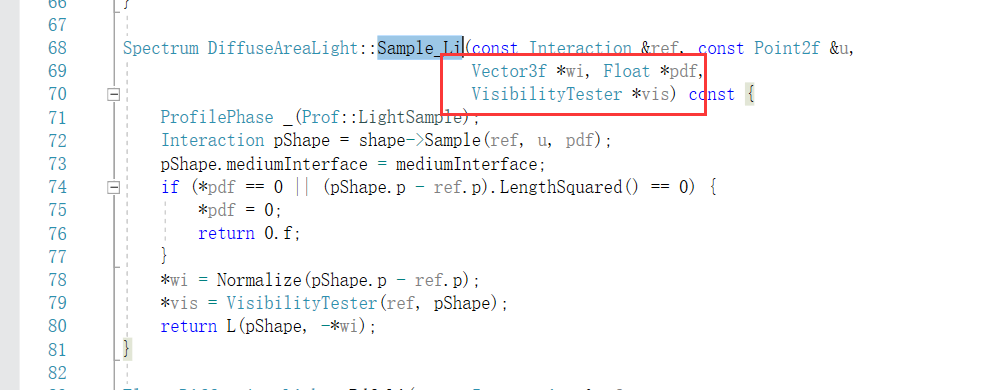 66 }
67
68 Spectrum DiffuseAreaLight::Sample_Li(const Interaction &ref, const Point2f &u,
69 Vector3f *wi, Float *pdf,
70 VisibilityTester *vis) const {
71 ProfilePhase _(Prof::LightSample);
72 Interaction pShape = shape->Sample(ref, u, pdf);
73 pShape.mediumInterface = mediumInterface;
74 if (*pdf == 0 || (pShape.p - ref.p).LengthSquared() == 0) {
75 *pdf = 0;
76 return 0.f;
77 }
78 *wi = Normalize(pShape.p - ref.p);
79 *vis = VisibilityTester(ref, pShape);
80 return L(pShape, -*wi);
81 }
82